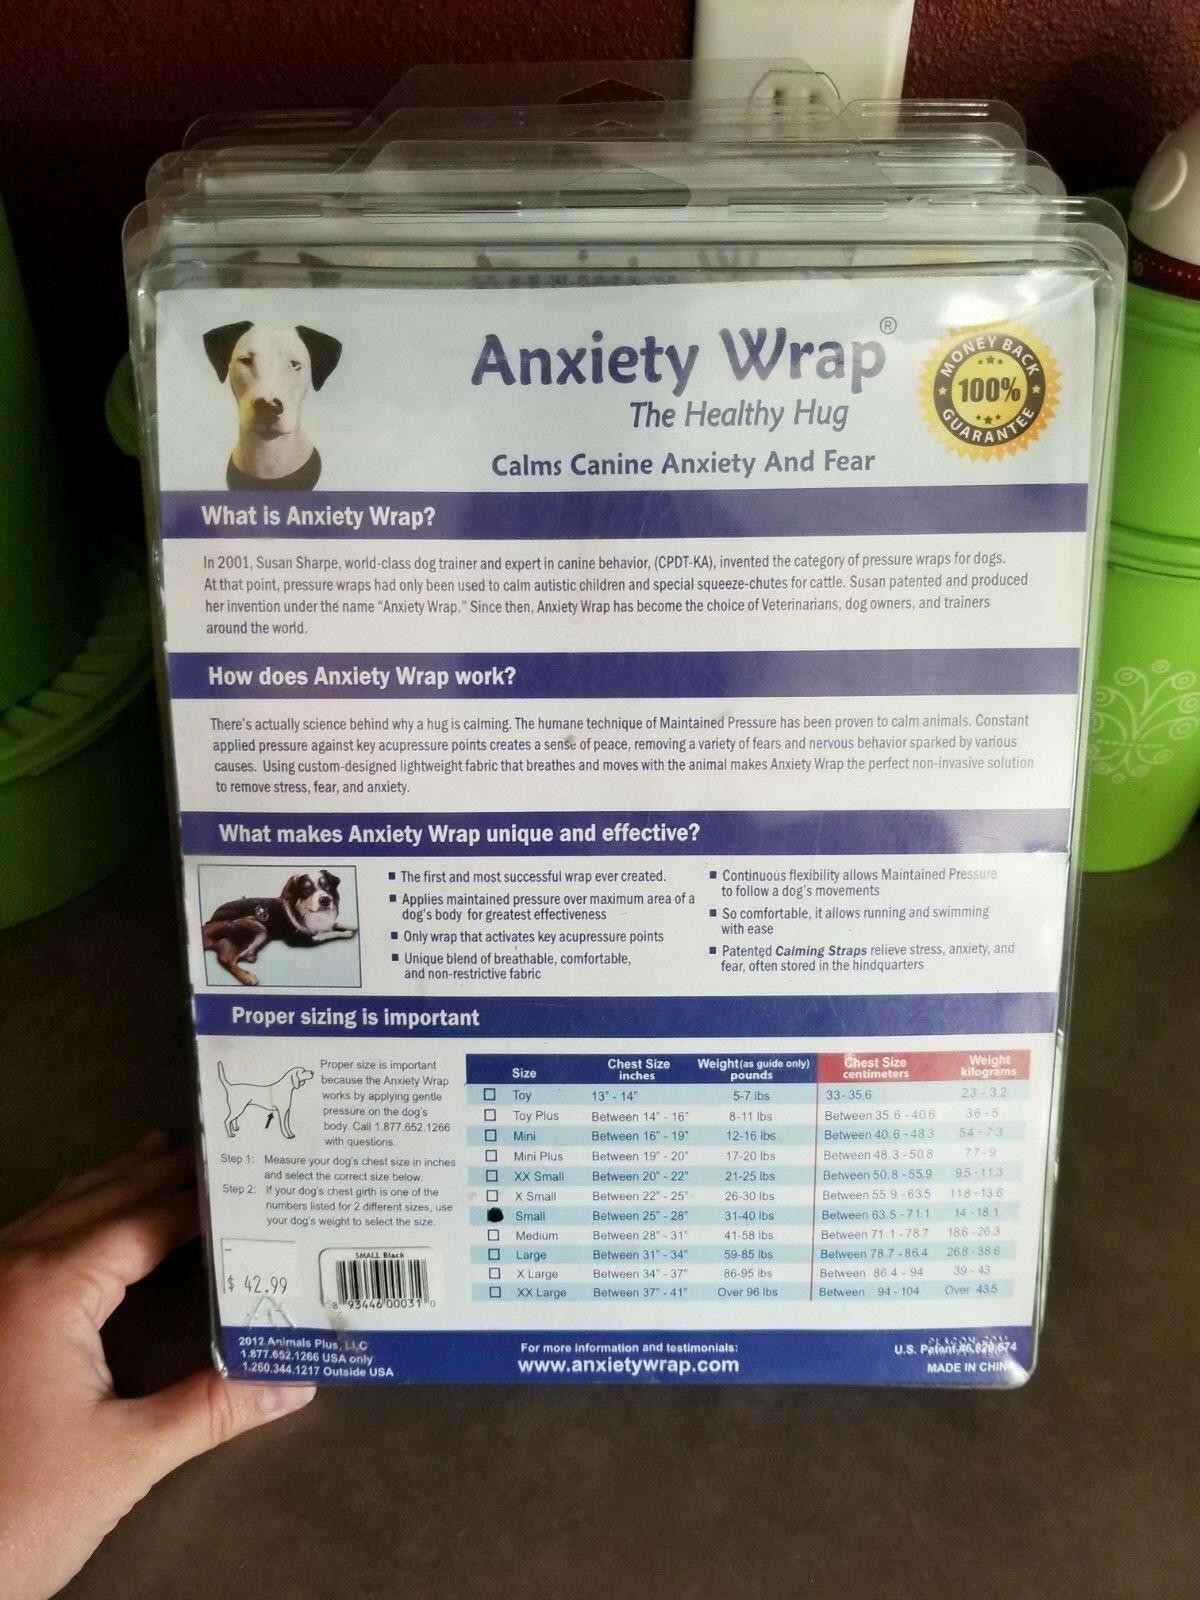 Anxiety Wrap®
The Healthy Hug
Calms Canine Anxiety And Fear
MONEY BACK
100%
GUARANTEE
What is Anxiety Wrap?
In 2001, Susan Sharpe, world-class dog trainer and expert in canine behavior, (CPDT-KA), invented the category of pressure wraps for dogs.
At that point, pressure wraps had only been used to calm autistic children and special squeeze-chutes for cattle. Susan patented and produced
her invention under the name "Anxiety Wrap." Since then, Anxiety Wrap has become the choice of Veterinarians, dog owners, and trainers
around the world.
How does Anxiety Wrap work?
There's actually science behind why a hug is calming. The humane technique of Maintained Pressure has been proven to calm animals. Constant
applied pressure against key acupressure points creates a sense of peace, removing a variety of fears and nervous behavior sparked by various
causes. Using custom-designed lightweight fabric that breathes and moves with the animal makes Anxiety Wrap the perfect non-invasive solution
to remove stress, fear, and anxiety.
What makes Anxiety Wrap unique and effective?
■ The first and most successful wrap ever created.
■ Applies maintained pressure over maximum area of a
dog's body for greatest effectiveness
■ Only wrap that activates key acupressure points
■ Unique blend of breathable, comfortable,
and non-restrictive fabric
■ Continuous flexibility allows Maintained Pressure
to follow a dog's movements
■ So comfortable, it allows running and swimming
with ease
■ Patented Calming Straps relieve stress, anxiety, and
fear, often stored in the hindquarters
Proper sizing is important
Proper size is important
because the Anxiety Wrap
works by applying gentle
pressure on the dog's
body. Call 1.877.652.1266
with questions.
Step 1: Measure your dog's chest size in inches
and select the correct size below.
Step 2: If your dog's chest girth is one of the
numbers listed for 2 different sizes, use
your dog's weight to select the size.
Size Chest Size inches Weight(as guide only) pounds Chest Size centimeters Weight kilograms
Toy 13" - 14" 5-7 lbs 33-35.6 2.3 - 3.2
Toy Plus Between 14" - 16" 8-11 lbs Between 35.6 - 40.6 3.6 - 5
Mini Between 16" - 19" 12-16 lbs Between 40.6 - 48.3 5.4 - 7.3
Mini Plus Between 19" - 20" 17-20 lbs Between 48.3 - 50.8 7.7 - 9
XX Small Between 20" - 22" 21-25 lbs Between 50.8 - 55.9 9.5 - 11.3
X Small Between 22" - 25" 26-30 lbs Between 55.9 - 63.5 11.8 - 13.6
Small Between 25" - 28" 31-40 lbs Between 63.5 - 71.1 14 - 18.1
Medium Between 28" - 31" 41-58 lbs Between 71.1 - 78.7 18.6 - 26.3
Large Between 31" - 34" 59-85 lbs Between 78.7 - 86.4 26.8 - 38.6
X Large Between 34" - 37" 86-95 lbs Between 86.4 - 94 39 - 43
XX Large Between 37" - 41" Over 96 lbs Between 94 - 104 Over 43.5
$ 42.99
SMALL Black
8 93446 00031 0
2012 Animals Plus, LLC
1.877.652.1266 USA only
1.260.344.1217 Outside USA
For more information and testimonials:
www.anxietywrap.com
U.S. Patent #6,820,574
MADE IN CHINA
10